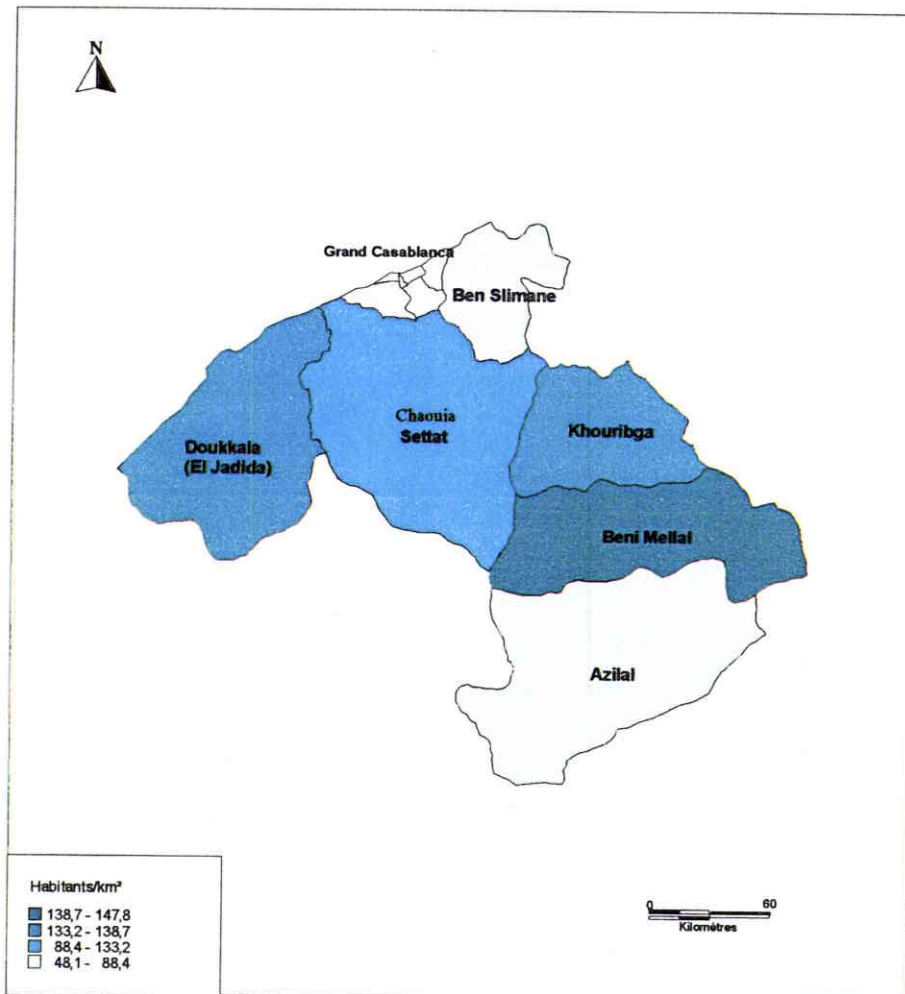 N
Grand Casablanca
Ben Slimane
Chaouia
Settat
Khouribga
Doukkala
(El Jadida)
Beni Mellal
Azilal
Habitants/km²
138,7 - 147,8
133,2 - 138,7
88,4 - 133,2
48,1 - 88,4
0 60
Kilomètres